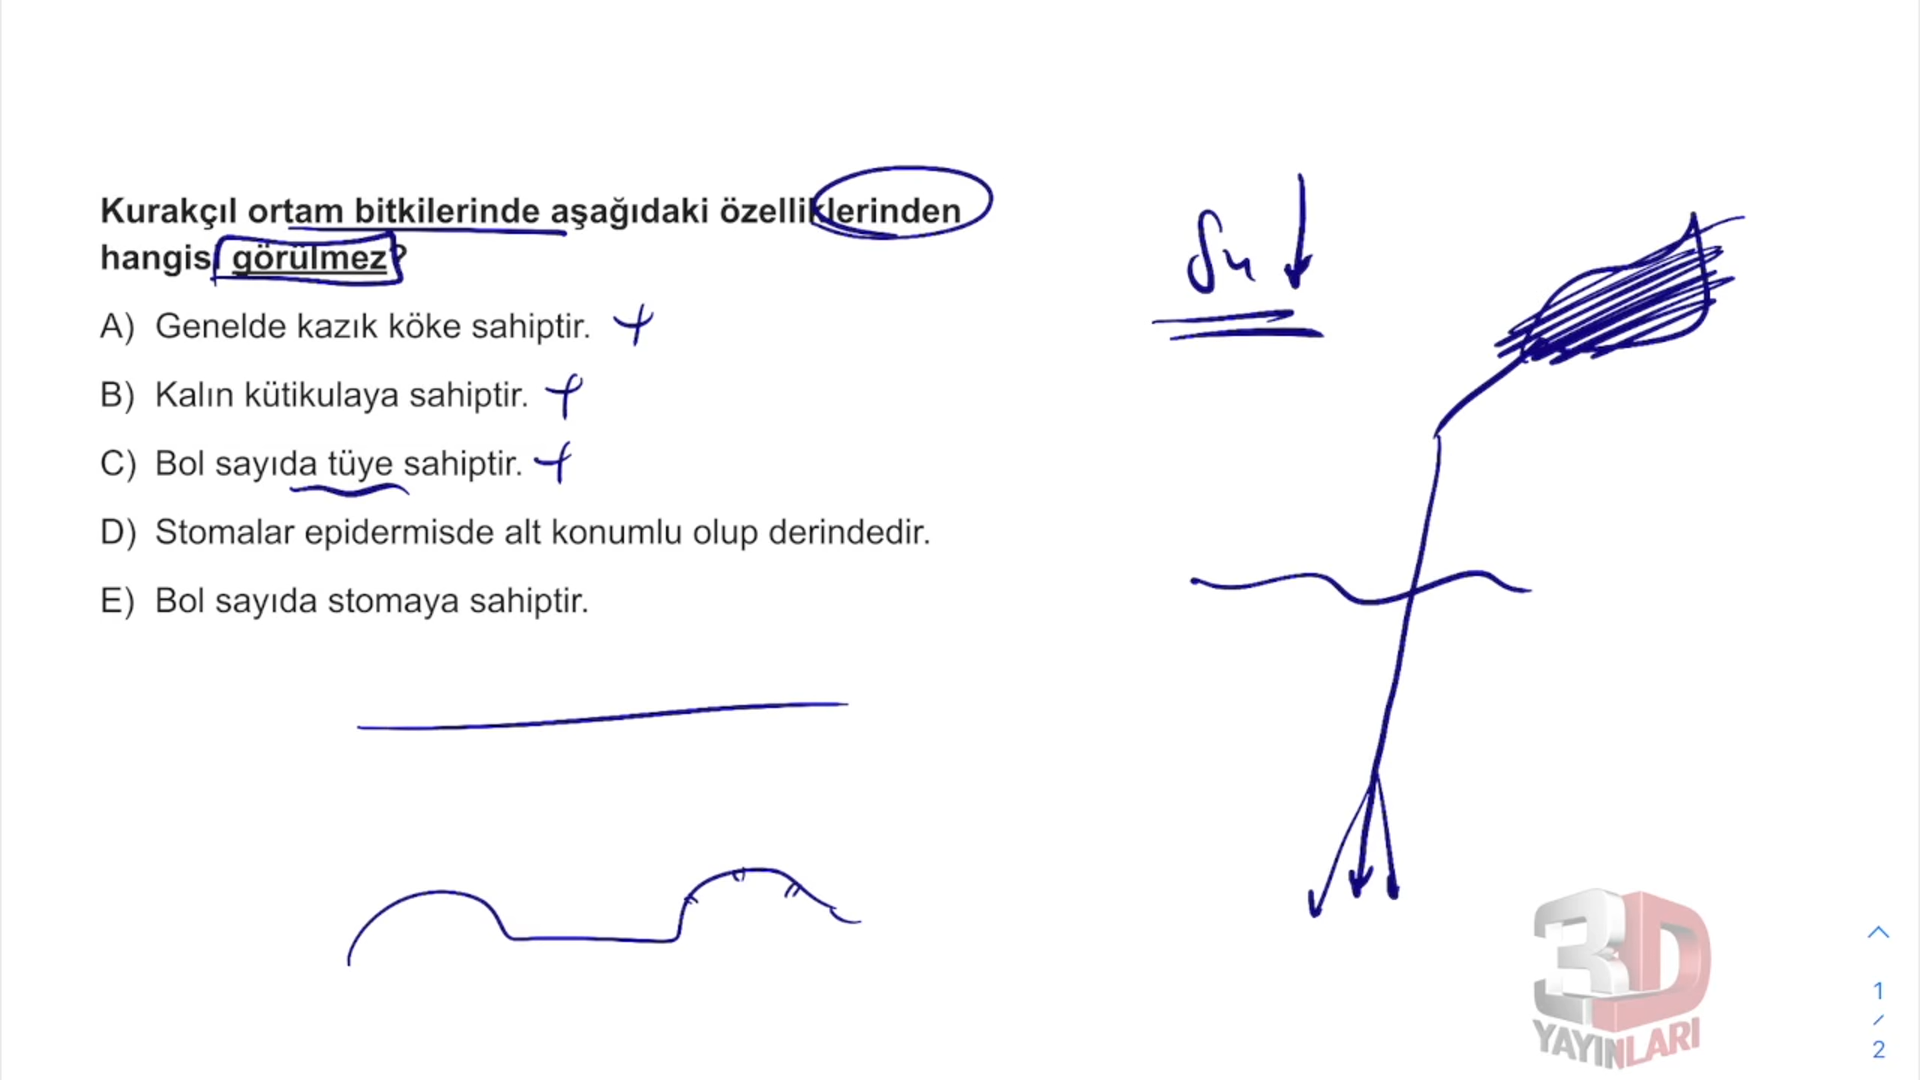 Kurakçıl ortam bitkilerinde aşağıdaki özelliklerinden
hangisi görülmez?
A) Genelde kazık köke sahiptir. +
B) Kalın kütikulaya sahiptir. +
C) Bol sayıda tüye sahiptir. +
D) Stomalar epidermisde alt konumlu olup derindedir.
E) Bol sayıda stomaya sahiptir.
Su ↓
3D
YAYINLARI
1
/
2